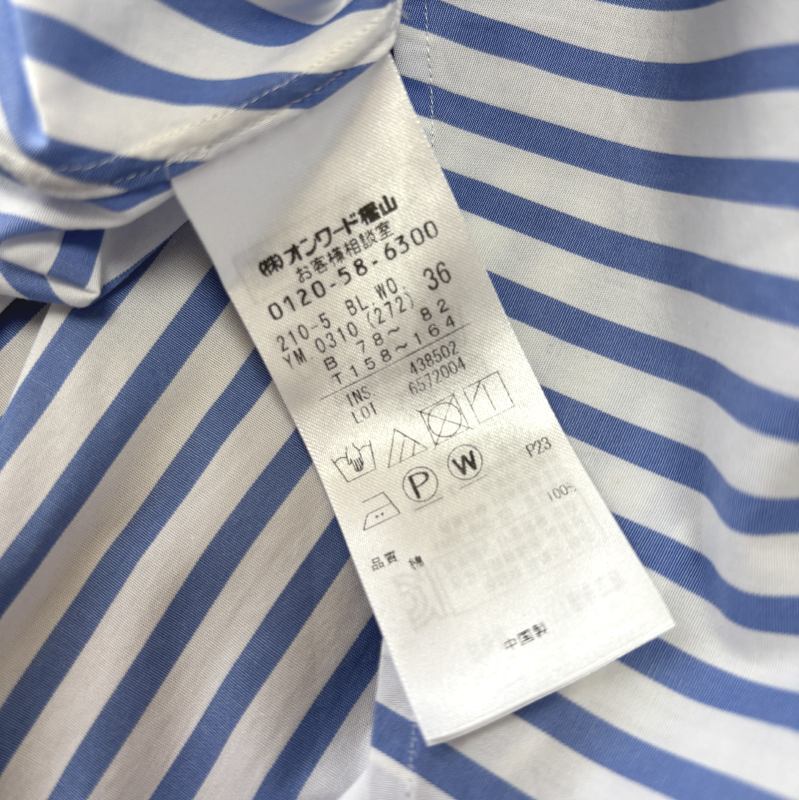 ㈱オンワード樫山
お客様相談室
0120-58-6300
210-5 BL.WO. 36
YM 0310 (272)
B 78～ 82
T158～164
INS 438502
LOT 6572004
P W P23
品質 綿 100%
中国製